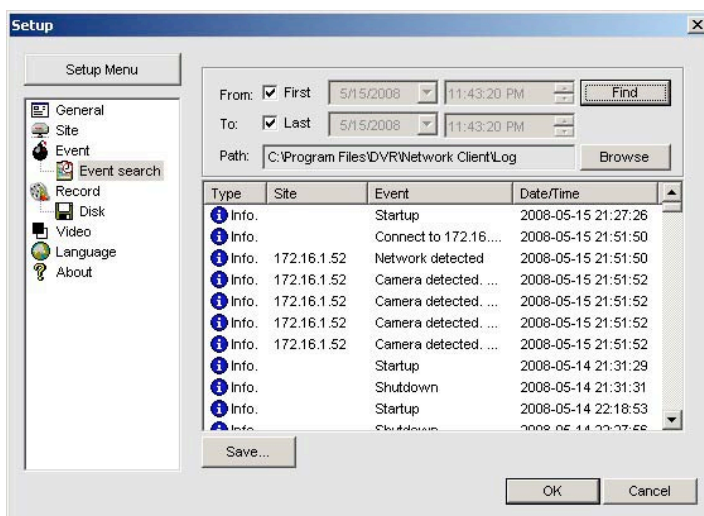 Setup
Setup Menu
General
Site
Event
Event search
Record
Disk
Video
Language
About
From: First 5/15/2008 11:43:20 PM Find
To: Last 5/15/2008 11:43:20 PM
Path: C:\Program Files\DVR\Network Client\Log Browse
Type Site Event Date/Time
Info. Startup 2008-05-15 21:27:26
Info. Connect to 172.16.... 2008-05-15 21:51:50
Info. 172.16.1.52 Network detected 2008-05-15 21:51:50
Info. 172.16.1.52 Camera detected. ... 2008-05-15 21:51:52
Info. 172.16.1.52 Camera detected. ... 2008-05-15 21:51:52
Info. 172.16.1.52 Camera detected. ... 2008-05-15 21:51:52
Info. 172.16.1.52 Camera detected. ... 2008-05-15 21:51:52
Info. Startup 2008-05-14 21:31:29
Info. Shutdown 2008-05-14 21:31:31
Info. Startup 2008-05-14 22:18:53
Info. Shutdown 2008-05-14 22:27:56
Save...
OK Cancel